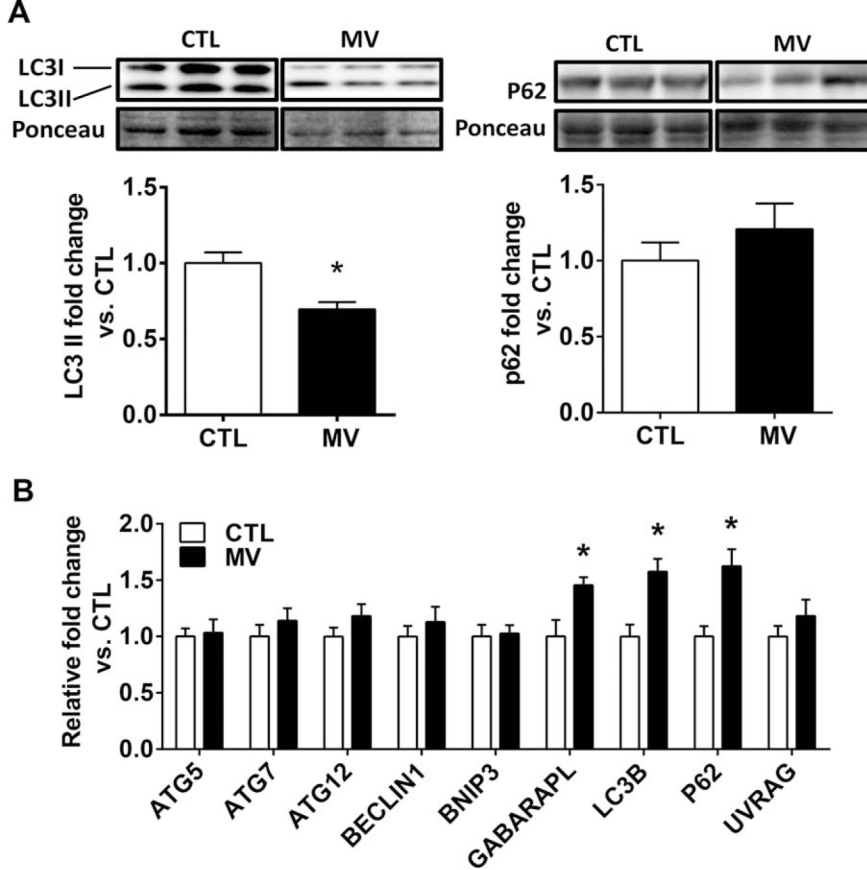 A
CTL MV
LC3I
LC3II
Ponceau
CTL MV
P62
Ponceau
LC3 II fold change
vs. CTL
1.5
1.0
0.5
0.0
*
CTL MV
p62 fold change
vs. CTL
1.5
1.0
0.5
0.0
CTL MV
B
Relative fold change
vs. CTL
2.0
1.5
1.0
0.5
0.0
CTL
MV
* * *
ATG5
ATG7
ATG12
BECLIN1
BNIP3
GABARAPL
LC3B
P62
UVRAG